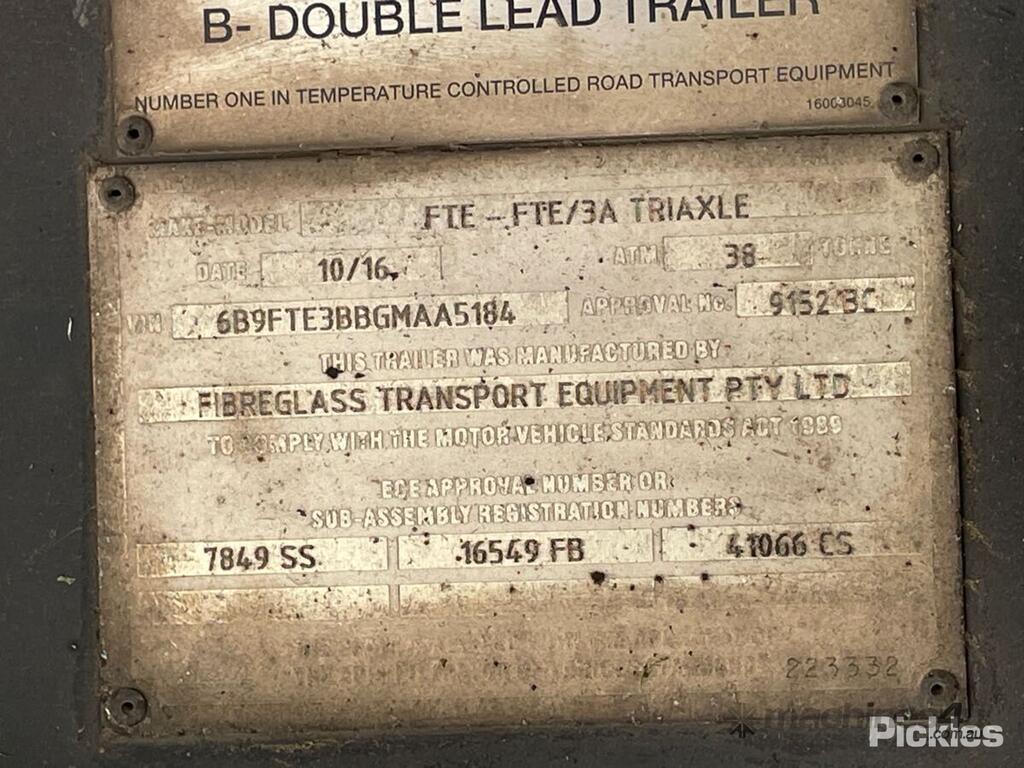 B- DOUBLE LEAD TRAILER
NUMBER ONE IN TEMPERATURE CONTROLLED ROAD TRANSPORT EQUIPMENT
16003045
MAKE-MODEL FTE - FTE/3A TRIAXLE
DATE 10/16 ATM 38 TONNE
VIN 6B9FTE3BBGMAA5184 APPROVAL No. 9152 BC
THIS TRAILER WAS MANUFACTURED BY
FIBREGLASS TRANSPORT EQUIPMENT PTY LTD
TO COMPLY WITH THE MOTOR VEHICLE STANDARDS ACT 1989
ECE APPROVAL NUMBER OR
SUB-ASSEMBLY REGISTRATION NUMBERS
7849 SS 16549 FB 41066 CS
223332
Pickles
.com.au